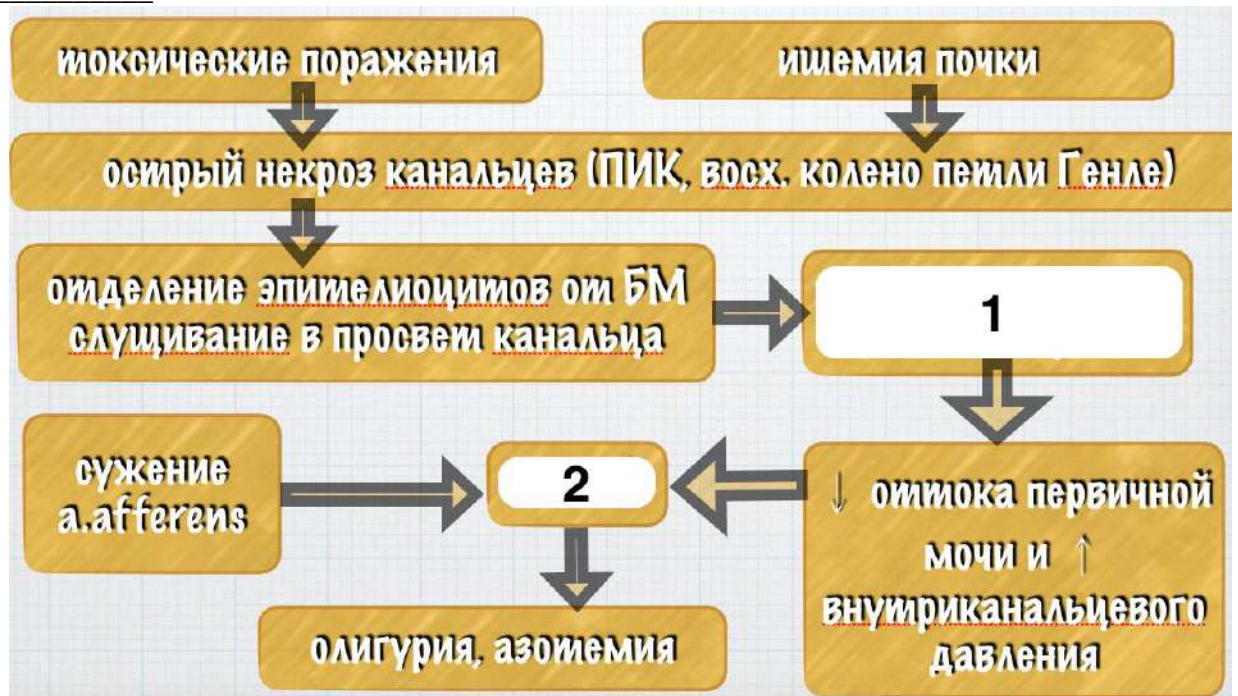 токсические поражения
ишемия почки
острый некроз канальцев (ПИК, восх. колено петли Генле)
отделение эпителиоцитов от БМ
слущивание в просвет канальца
1
сужение
a.afferens
2
↓ оттока первичной
мочи и ↑
внутриканальцевого
давления
олигурия, азотемия